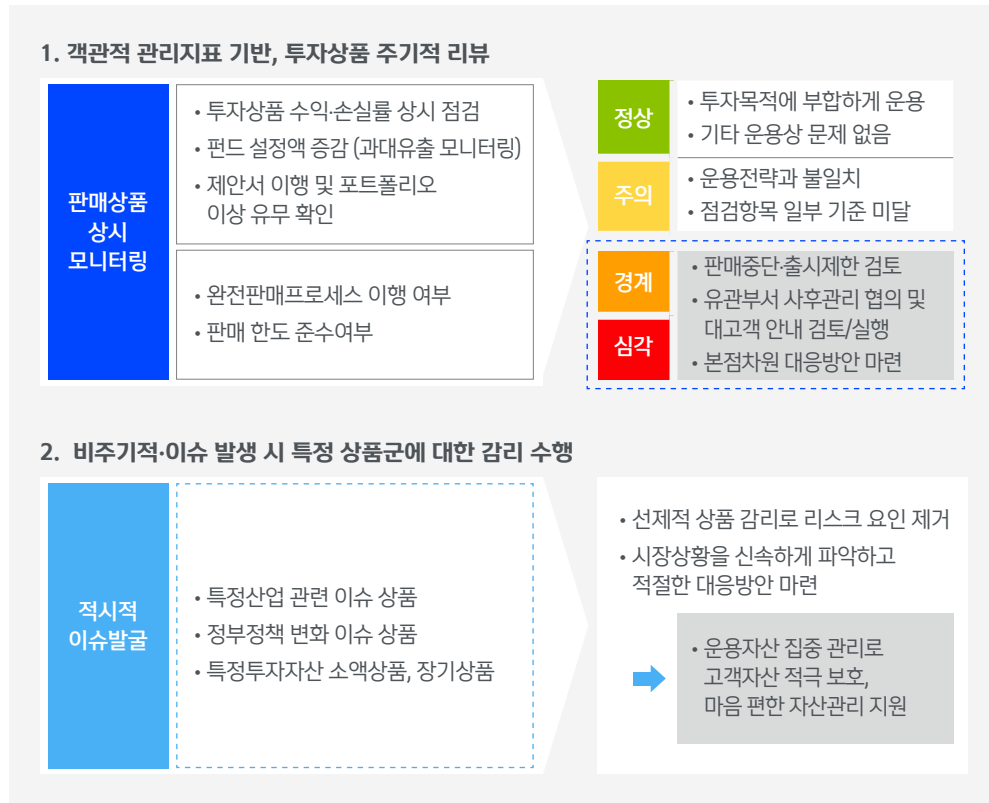 1. 객관적 관리지표 기반, 투자상품 주기적 리뷰
판매상품
상시
모니터링
• 투자상품 수익·손실률 상시 점검
• 펀드 설정액 증감 (과대유출 모니터링)
• 제안서 이행 및 포트폴리오
이상 유무 확인
• 완전판매프로세스 이행 여부
• 판매 한도 준수여부
정상
• 투자목적에 부합하게 운용
• 기타 운용상 문제 없음
주의
• 운용전략과 불일치
• 점검항목 일부 기준 미달
경계
심각
• 판매중단·출시제한 검토
• 유관부서 사후관리 협의 및
대고객 안내 검토/실행
• 본점차원 대응방안 마련
2. 비주기적·이슈 발생 시 특정 상품군에 대한 감리 수행
적시적
이슈발굴
• 특정산업 관련 이슈 상품
• 정부정책 변화 이슈 상품
• 특정투자자산 소액상품, 장기상품
• 선제적 상품 감리로 리스크 요인 제거
• 시장상황을 신속하게 파악하고
적절한 대응방안 마련
• 운용자산 집중 관리로
고객자산 적극 보호,
마음 편한 자산관리 지원